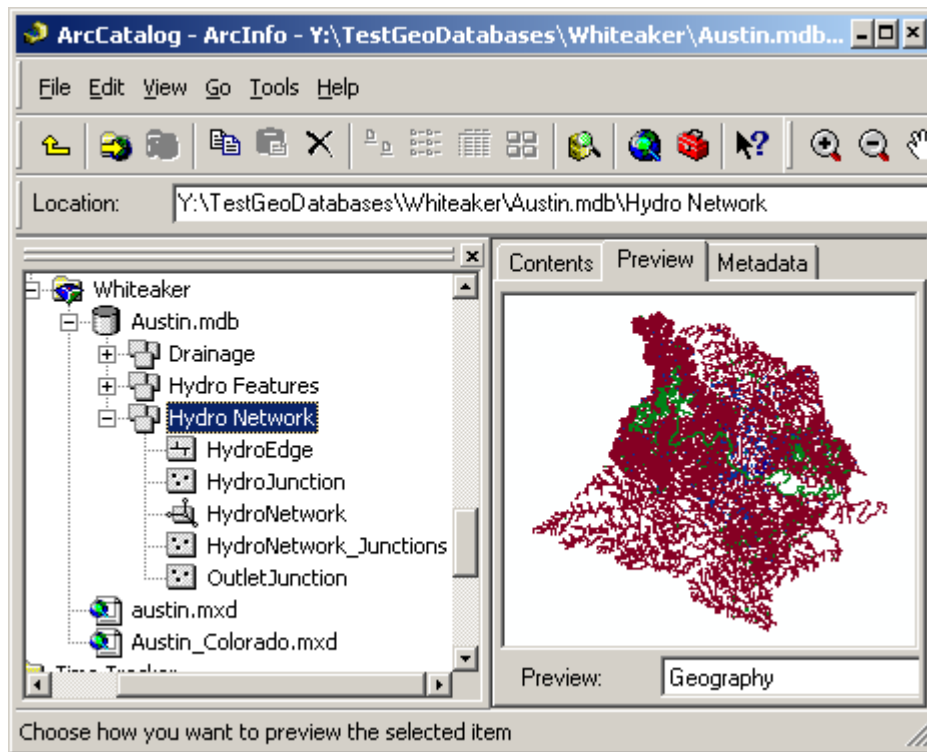 ArcCatalog - ArcInfo - Y:\TestGeoDatabases\Whiteaker\Austin.mdb...
File Edit View Go Tools Help
Location: Y:\TestGeoDatabases\Whiteaker\Austin.mdb\Hydro Network
Contents Preview Metadata
Whiteaker
Austin.mdb
Drainage
Hydro Features
Hydro Network
HydroEdge
HydroJunction
HydroNetwork
HydroNetwork_Junctions
OutletJunction
austin.mxd
Austin_Colorado.mxd
Time Tracker
Preview: Geography
Choose how you want to preview the selected item